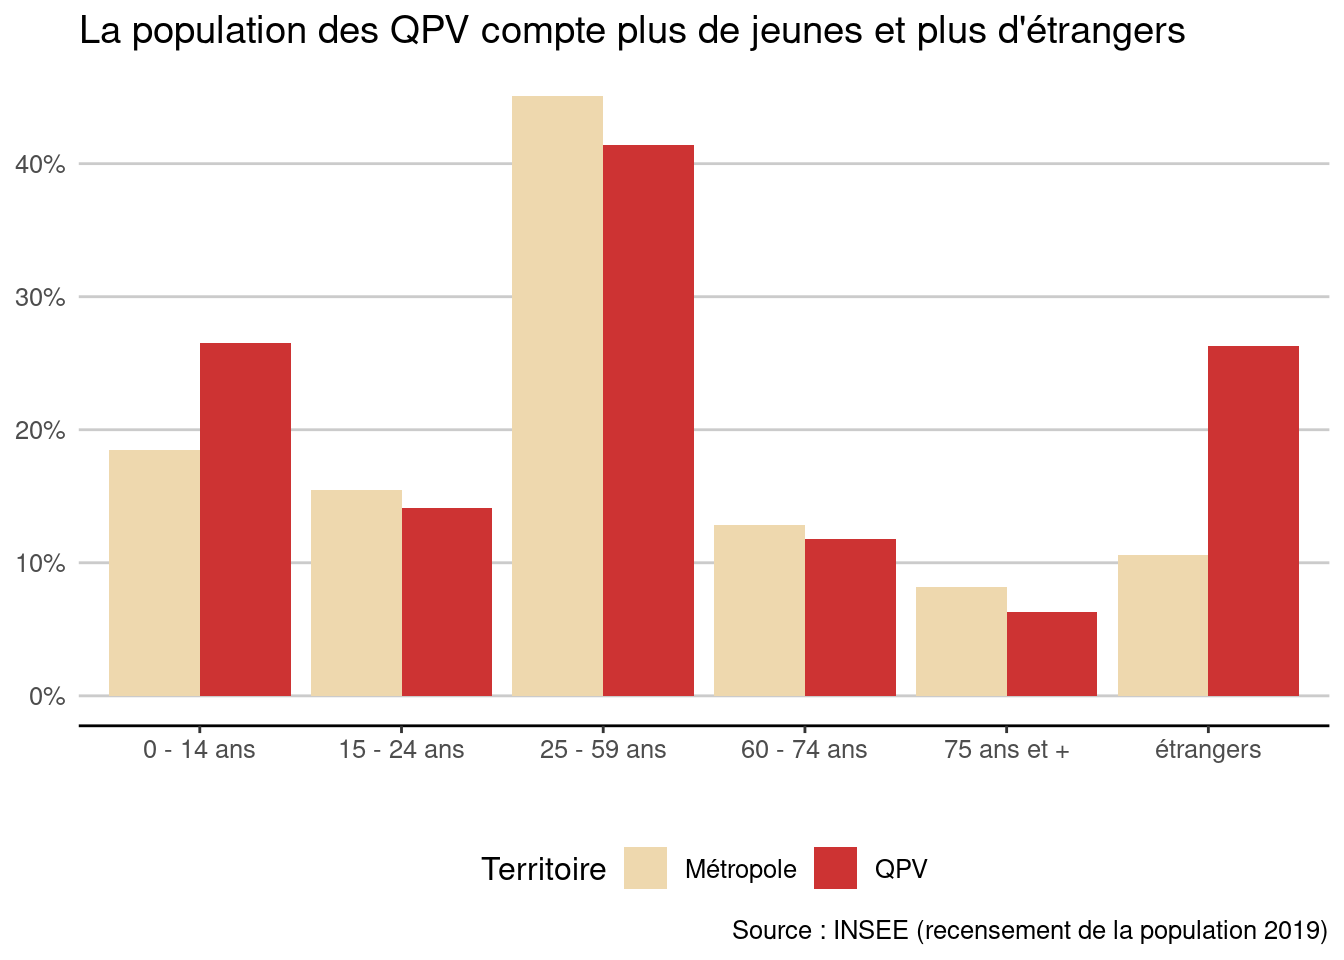 La population des QPV compte plus de jeunes et plus d'étrangers
40%
30%
20%
10%
0%
0 - 14 ans
15 - 24 ans
25 - 59 ans
60 - 74 ans
75 ans et +
étrangers
Territoire Métropole QPV
Source : INSEE (recensement de la population 2019)